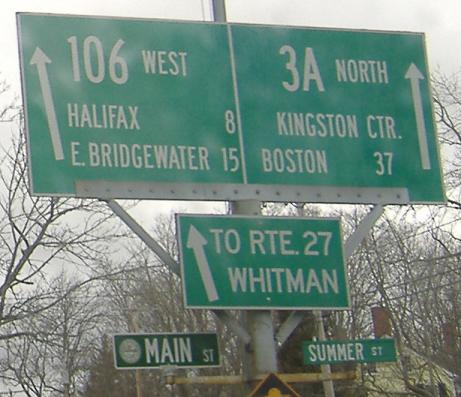 106 WEST
HALIFAX 8
E. BRIDGEWATER 15
3A NORTH
KINGSTON CTR.
BOSTON 37
TO RTE. 27
WHITMAN
MAIN ST
SUMMER ST